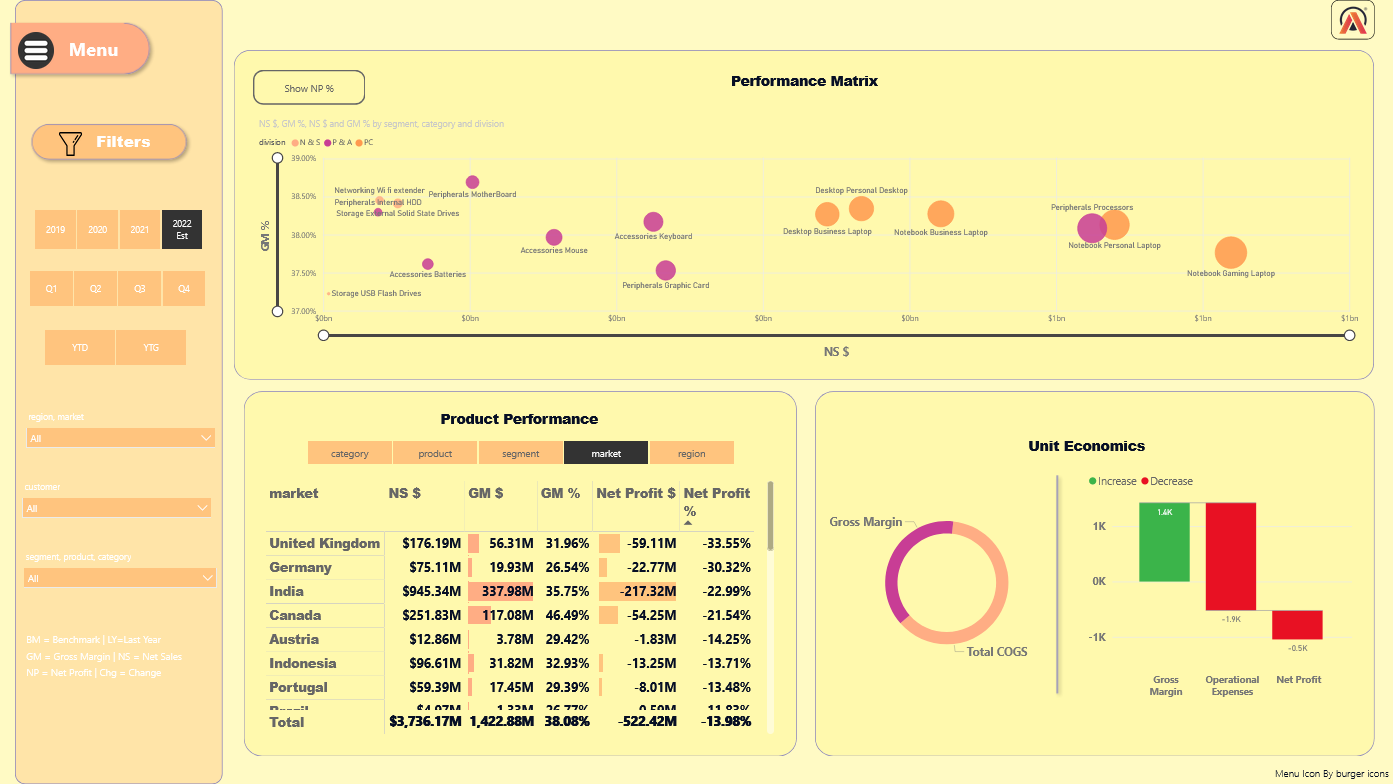 Menu
Filters
2019 2020 2021 2022 Est
Q1 Q2 Q3 Q4
YTD YTG
region, market
All
customer
All
segment, product, category
All
BM = Benchmark | LY=Last Year
GM = Gross Margin | NS = Net Sales
NP = Net Profit | Chg = Change
Show NP %
Performance Matrix
NS $, GM %, NS $ and GM % by segment, category and division
division N & S P & A PC
GM %
39.00%
38.50%
38.00%
37.50%
37.00%
Networking Wi fi extender
Peripherals Internal HDD
Storage External Solid State Drives
Peripherals MotherBoard
Accessories Batteries
Storage USB Flash Drives
Accessories Mouse
Accessories Keyboard
Peripherals Graphic Card
Desktop Personal Desktop
Desktop Business Laptop
Notebook Business Laptop
Peripherals Processors
Notebook Personal Laptop
Notebook Gaming Laptop
$0bn $0bn $0bn $0bn $0bn $1bn $1bn $1bn
NS $
Product Performance
category product segment market region
market NS $ GM $ GM % Net Profit $ Net Profit %
United Kingdom $176.19M 56.31M 31.96% -59.11M -33.55%
Germany $75.11M 19.93M 26.54% -22.77M -30.32%
India $945.34M 337.98M 35.75% -217.32M -22.99%
Canada $251.83M 117.08M 46.49% -54.25M -21.54%
Austria $12.86M 3.78M 29.42% -1.83M -14.25%
Indonesia $96.61M 31.82M 32.93% -13.25M -13.71%
Portugal $59.39M 17.45M 29.39% -8.01M -13.48%
Total $3,736.17M 1,422.88M 38.08% -522.42M -13.98%
Unit Economics
Gross Margin
Total COGS
Increase Decrease
1K
0K
-1K
1.4K
-1.9K
-0.5K
Gross Margin
Operational Expenses
Net Profit
Menu Icon By burger icons